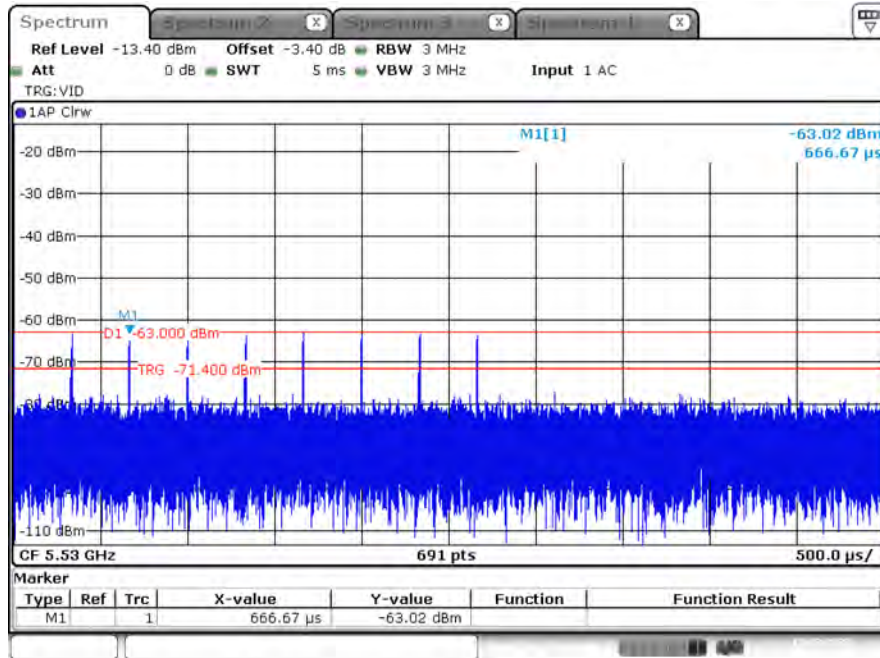 Spectrum Spectrum 2 X Spectrum 3 X X
Ref Level -13.40 dBm Offset -3.40 dB RBW 3 MHz
Att 0 dB SWT 5 ms VBW 3 MHz Input 1 AC
TRG:VID
1AP Clrw
M1[1] -63.02 dBm
666.67 µs
-20 dBm
-30 dBm
-40 dBm
-50 dBm
-60 dBm
M1
D1 -63.000 dBm
-70 dBm
TRG -71.400 dBm
-110 dBm
CF 5.53 GHz 691 pts 500.0 µs/
Marker
Type Ref Trc X-value Y-value Function Function Result
M1 1 666.67 µs -63.02 dBm